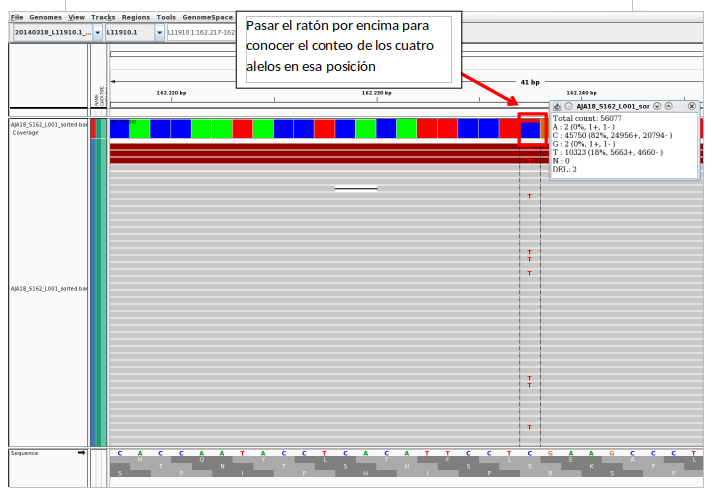 File Genomes View Tracks Regions Tools GenomeSpace
Pasar el ratón por encima para
conocer el conteo de los cuatro
alelos en esa posición
20140318_L11910.1_... L11910.1 L11910.1:162.217-162.
41 bp
162.220 bp 162.230 bp 162.240 bp
NAME
DATA TYPE
AJA18_S162_L001_sor
Total count: 56077
A : 2 (0%, 1+, 1- )
C : 45750 (82%, 24956+, 20794- )
G : 2 (0%, 1+, 1- )
T : 10323 (18%, 5663+, 4660- )
N : 0
DEL: 2
AJA18_S162_L001_sorted.bam
Coverage
T
T
T
T
T
T
T
AJA18_S162_L001_sorted.bam
Sequence
C A C C A A T A C C T C A C A T T C C T C G A A G C C C T
H Q Y L T F L E A L
T N T S H S S K P
S P I P H I P R S P